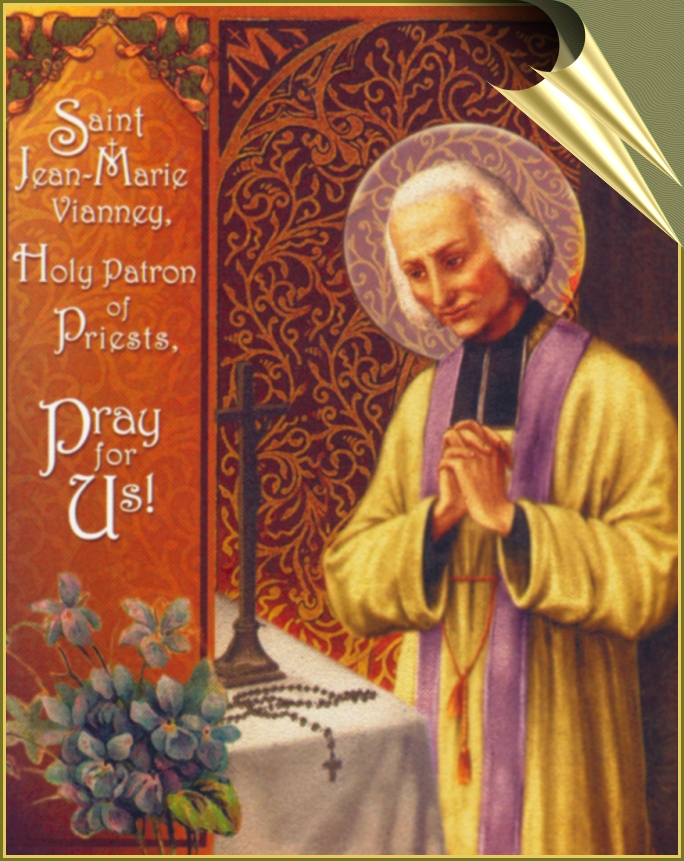 Saint
Jean-Marie
Vianney,
Holy Patron
of
Priests,
Pray
for
Us!